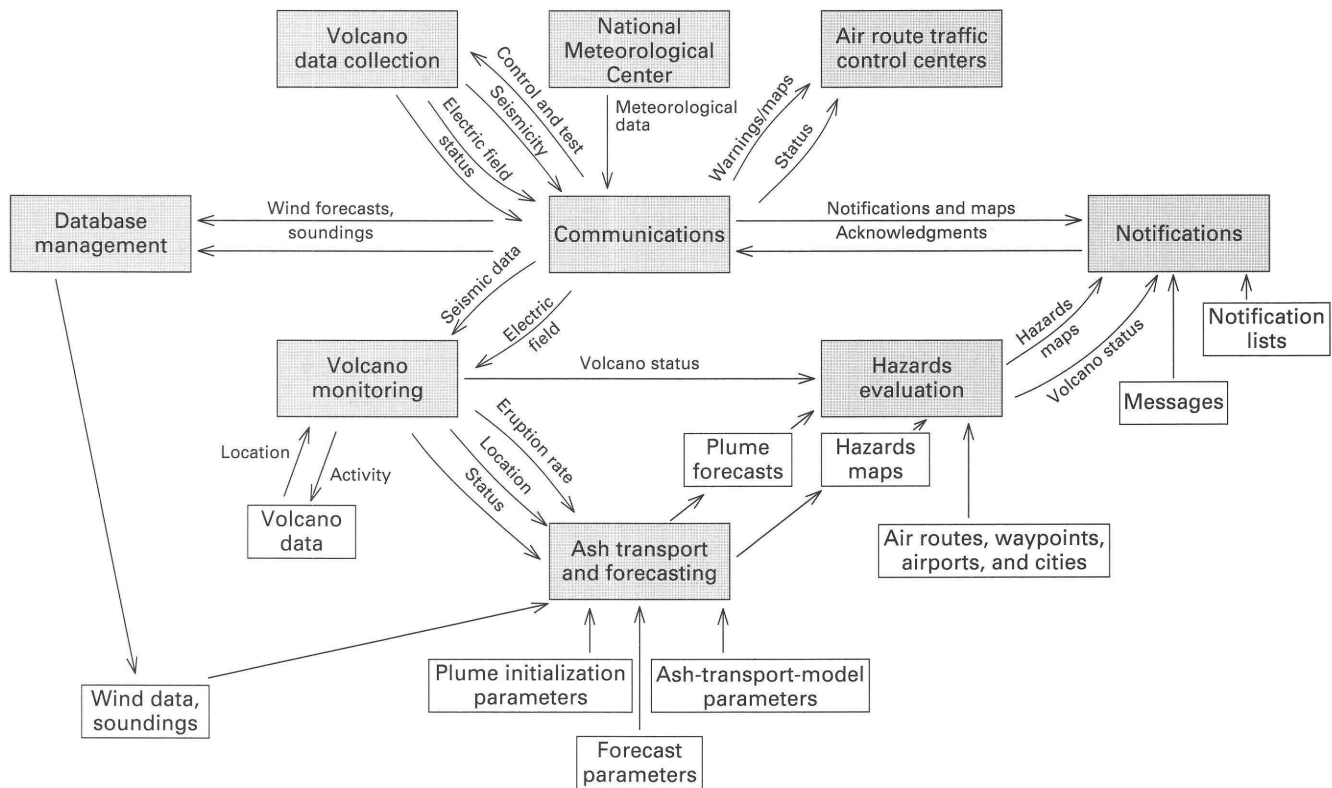 Volcano
data collection
National
Meteorological
Center
Air route traffic
control centers
Control and test
Seismicity
Electric field
status
Meteorological
data
Warnings/maps
Status
Database
management
Wind forecasts,
soundings
Communications
Notifications and maps
Acknowledgments
Notifications
Seismic data
Electric
field
Hazards
maps
Volcano status
Notification
lists
Volcano
monitoring
Volcano status
Hazards
evaluation
Messages
Location
Activity
Eruption rate
Location
Status
Plume
forecasts
Hazards
maps
Volcano
data
Ash transport
and forecasting
Air routes, waypoints,
airports, and cities
Wind data,
soundings
Plume initialization
parameters
Ash-transport-model
parameters
Forecast
parameters